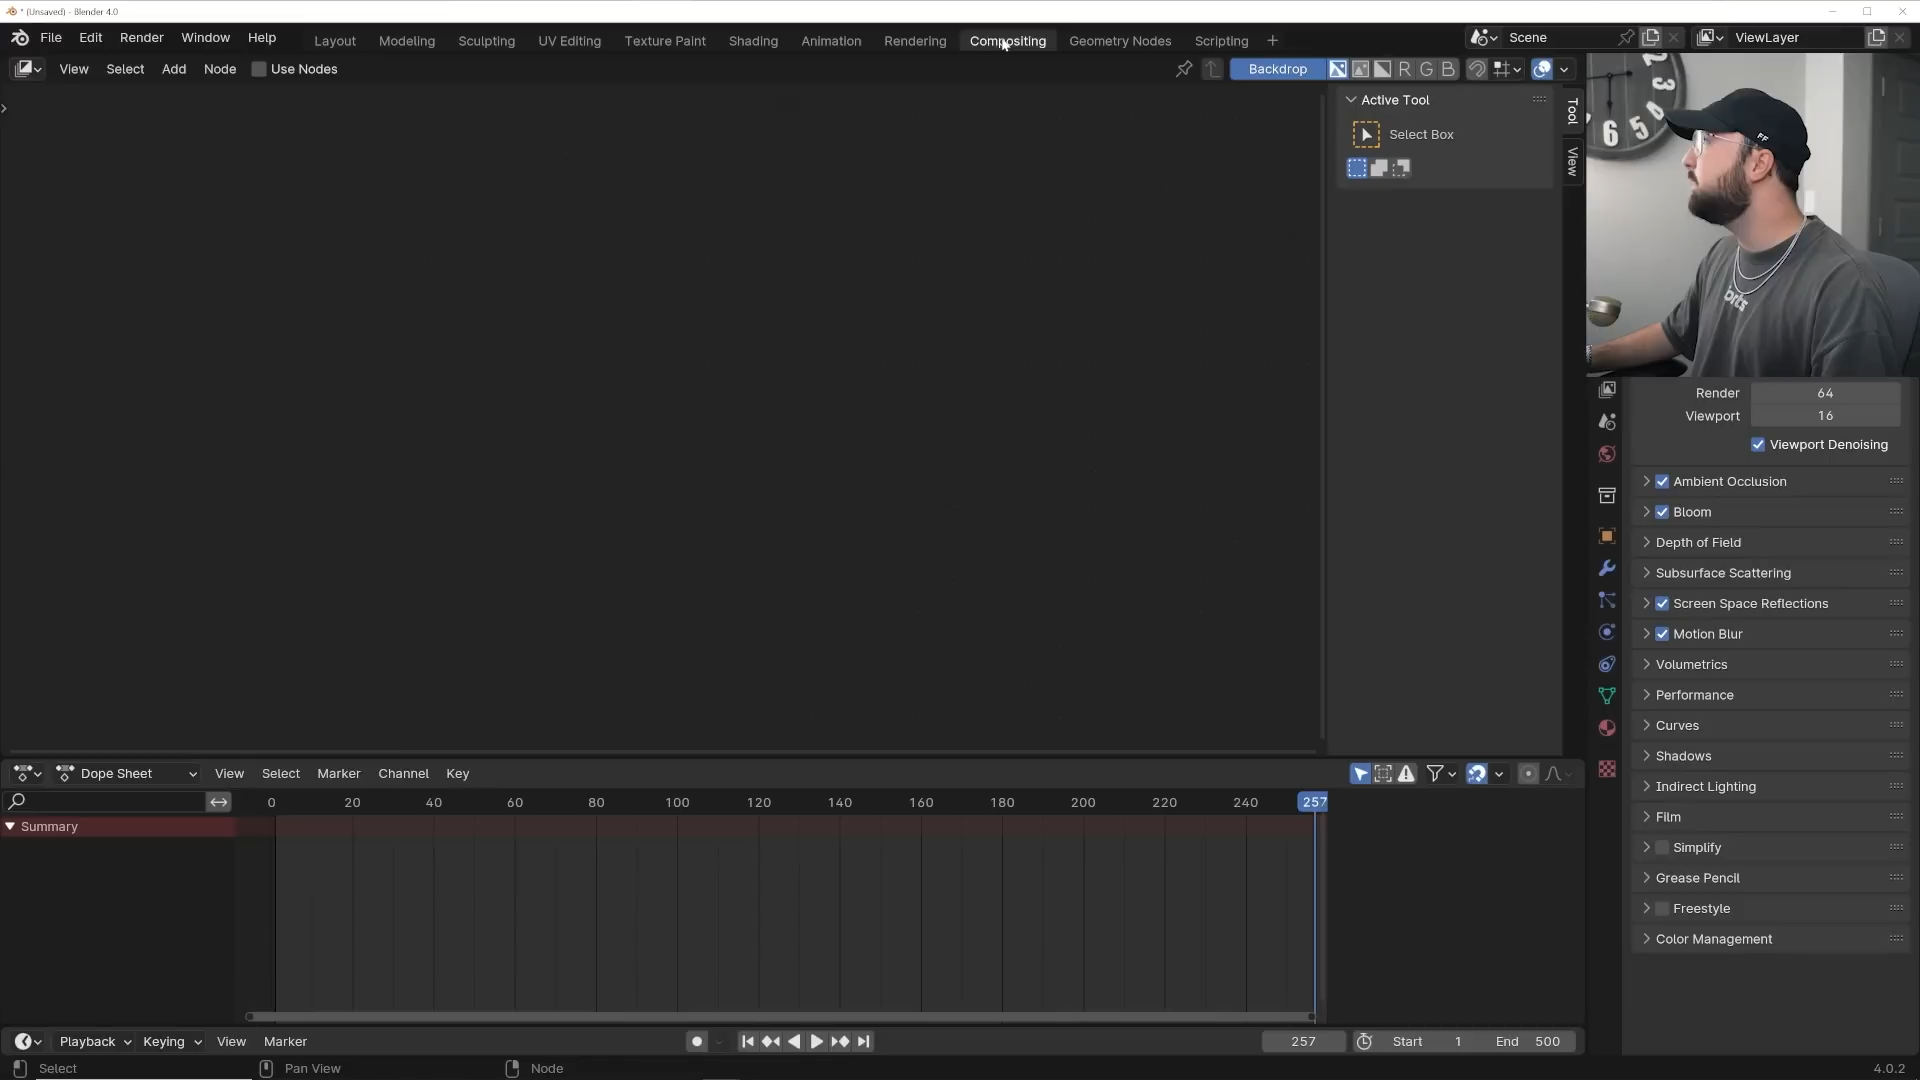 * (Unsaved) - Blender 4.0
File Edit Render Window Help Layout Modeling Sculpting UV Editing Texture Paint Shading Animation Rendering Compositing Geometry Nodes Scripting + Scene ViewLayer
View Select Add Node Use Nodes Backdrop R G B
Active Tool
Select Box
Tool
View
3
4
5
6
FF
Render 64
Viewport 16
Viewport Denoising
Ambient Occlusion
Bloom
Depth of Field
Subsurface Scattering
Screen Space Reflections
Motion Blur
Volumetrics
Performance
Curves
Shadows
Indirect Lighting
Film
Simplify
Grease Pencil
Freestyle
Color Management
Dope Sheet View Select Marker Channel Key
0 20 40 60 80 100 120 140 160 180 200 220 240 257
Summary
Playback Keying View Marker 257 Start 1 End 500
Select Pan View Node 4.0.2